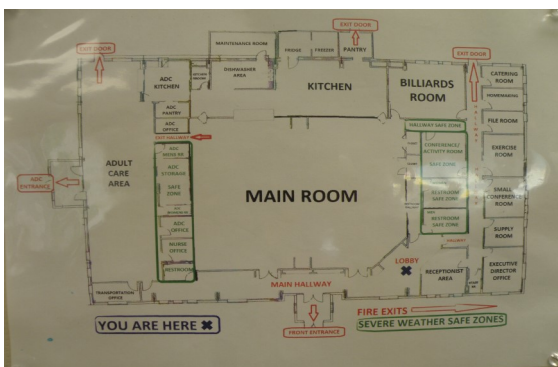 EXIT DOOR
EXIT DOOR
EXIT DOOR
MAINTENANCE ROOM
FRIDGE
FREEZER
PANTRY
ADC
KITCHEN
DISHWASHER
AREA
KITCHEN
BILLIARDS
ROOM
CATERING
ROOM
HOMEMAKING
FILE ROOM
EXERCISE
ROOM
SMALL
CONFERENCE
ROOM
SUPPLY
ROOM
EXECUTIVE
DIRECTOR
OFFICE
ADC
PANTRY
ADC
OFFICE
EXIT HALLWAY
ADULT
CARE
AREA
ADC
ENTRANCE
ADC
STORAGE
SAFE
ZONE
ADC
OFFICE
NURSE
OFFICE
RESTROOM
TRANSPORTATION
OFFICE
MAIN ROOM
HALLWAY SAFE ZONE
CONFERENCE/
ACTIVITY ROOM
SAFE ZONE
RESTROOM
SAFE ZONE
RESTROOM
SAFE ZONE
HALLWAY
LOBBY
RECEPTIONIST
AREA
MAIN HALLWAY
FRONT ENTRANCE
YOU ARE HERE
FIRE EXITS
SEVERE WEATHER SAFE ZONES